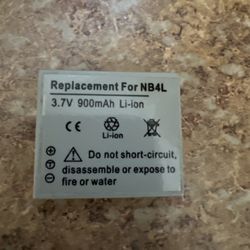 Replacement For NB4L
3.7V 900mAh Li-ion
CE
Li-ion
Do not short-circuit,
disassemble or expose to
fire or water